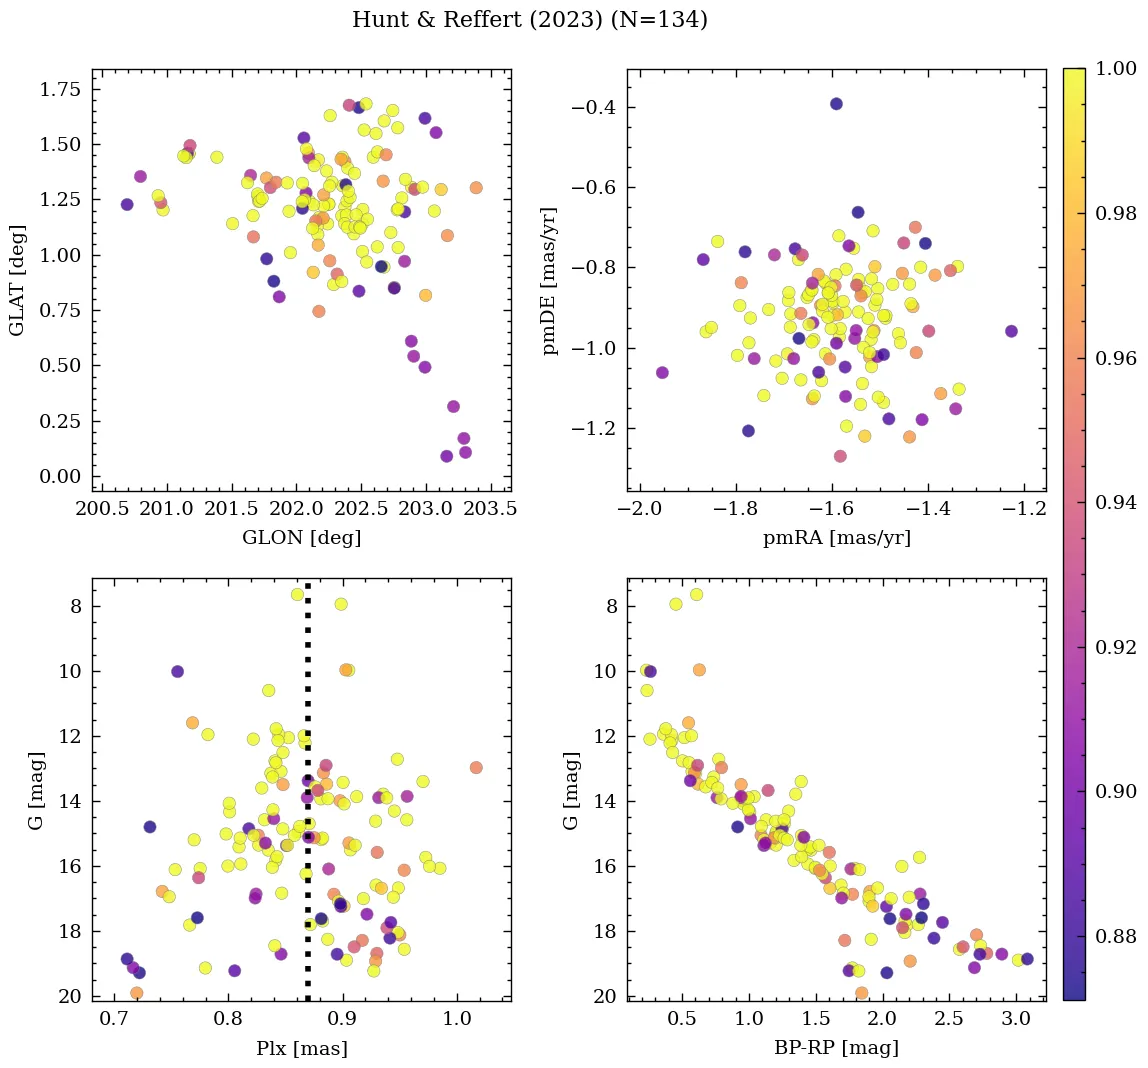 Hunt & Reffert (2023) (N=134)
1.75
1.50
1.25
1.00
0.75
0.50
0.25
0.00
GLAT [deg]
200.5 201.0 201.5 202.0 202.5 203.0 203.5
GLON [deg]
−0.4
−0.6
−0.8
−1.0
−1.2
pmDE [mas/yr]
−2.0 −1.8 −1.6 −1.4 −1.2
pmRA [mas/yr]
8
10
12
14
16
18
20
G [mag]
0.7 0.8 0.9 1.0
Plx [mas]
8
10
12
14
16
18
20
G [mag]
0.5 1.0 1.5 2.0 2.5 3.0
BP-RP [mag]
1.00
0.98
0.96
0.94
0.92
0.90
0.88